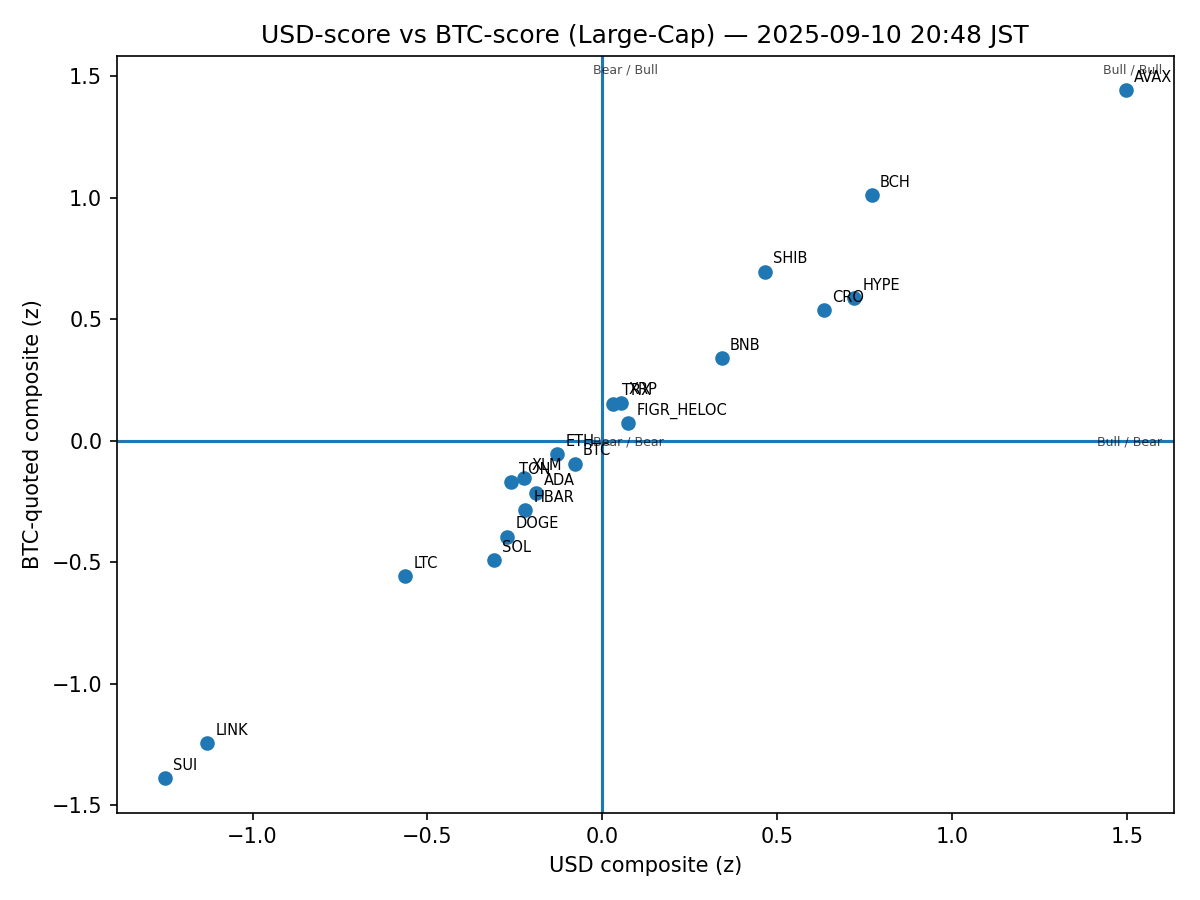 USD-score vs BTC-score (Large-Cap) — 2025-09-10 20:48 JST
Bear / Bull
Bull / Bull
AVAX
BCH
SHIB
HYPE
CRO
BNB
TRX
XRP
FIGR_HELOC
ETH
Bear / Bear
Bull / Bear
BTC
XLM
TON
ADA
HBAR
DOGE
SOL
LTC
LINK
SUI
1.5
1.0
0.5
0.0
−0.5
−1.0
−1.5
BTC-quoted composite (z)
−1.0
−0.5
0.0
0.5
1.0
1.5
USD composite (z)